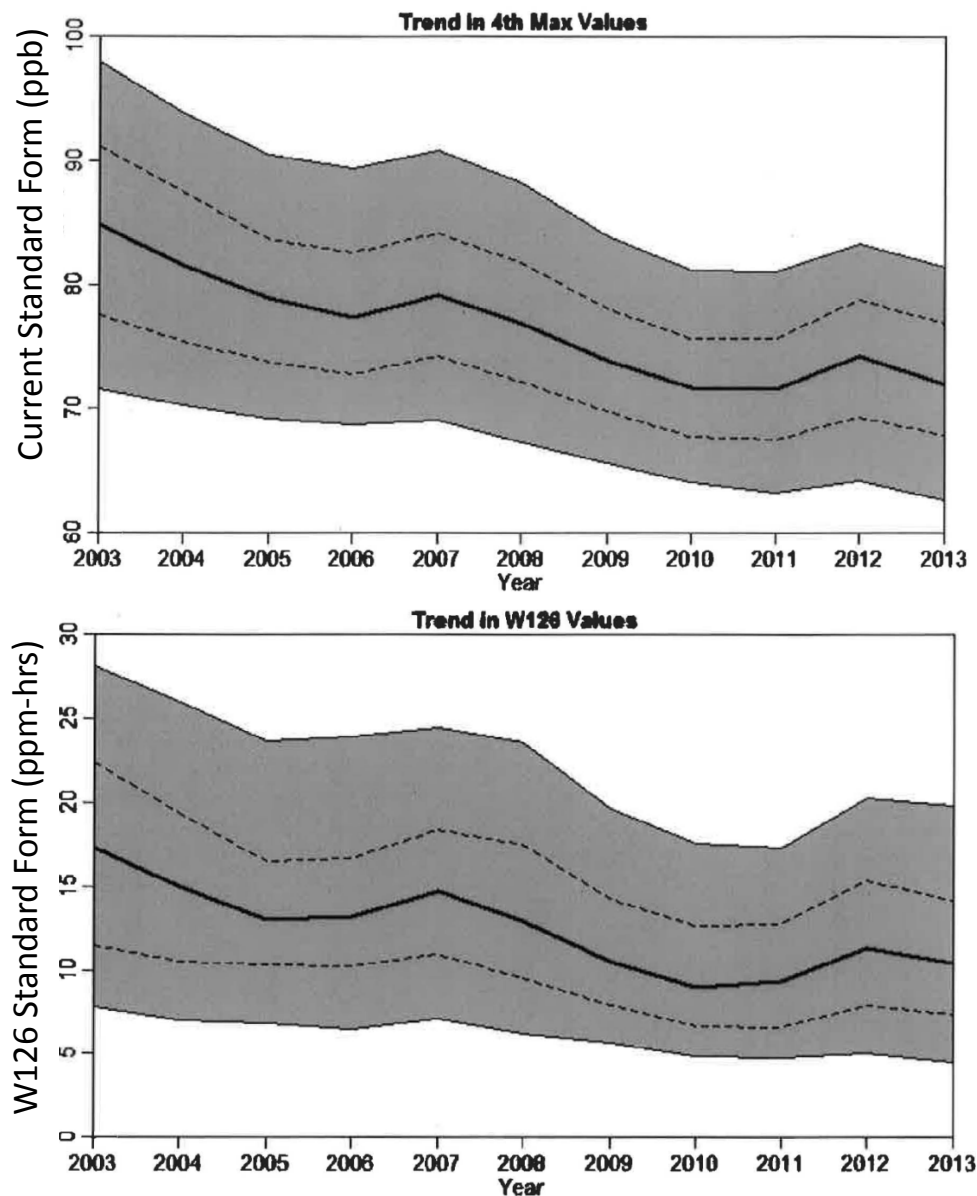 Trend in 4th Max Values
Current Standard Form (ppb)
100
90
80
70
60
2003 2004 2005 2006 2007 2008 2009 2010 2011 2012 2013
Year
Trend in W126 Values
W126 Standard Form (ppm-hrs)
30
25
20
15
10
5
0
2003 2004 2005 2006 2007 2008 2009 2010 2011 2012 2013
Year